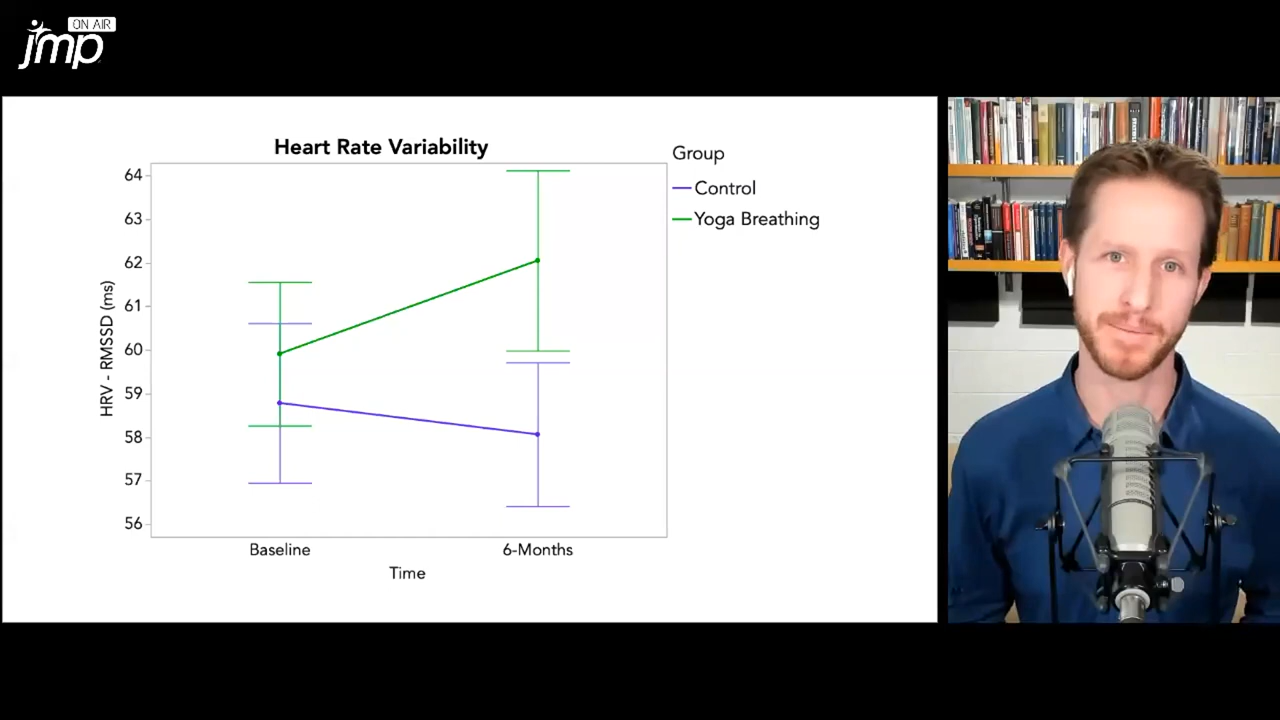 ON AIR
jmp
Heart Rate Variability
Group
Control
Yoga Breathing
64
63
62
61
60
59
58
57
56
HRV - RMSSD (ms)
Baseline
6-Months
Time